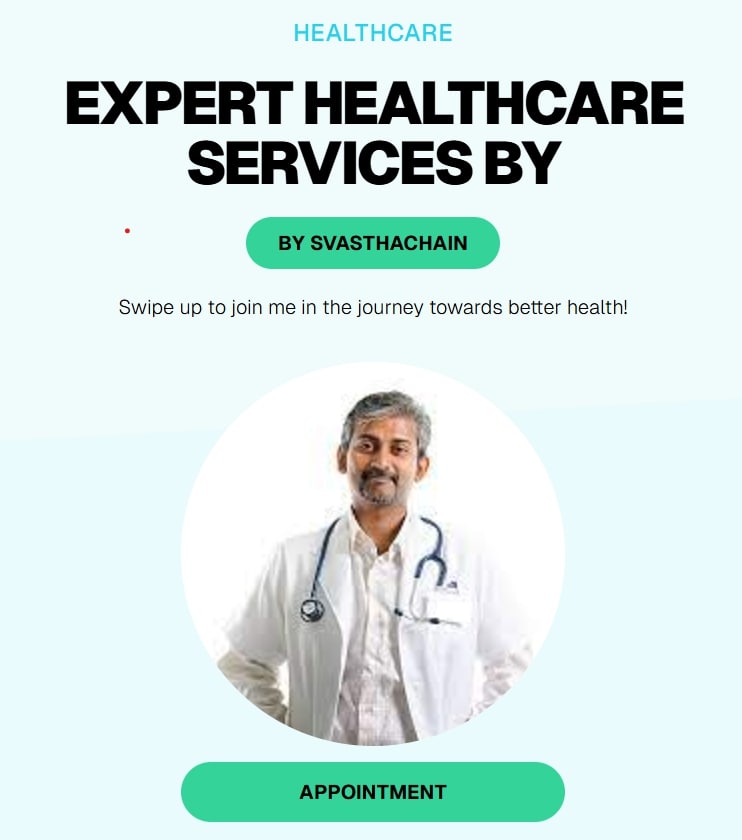 HEALTHCARE
EXPERT HEALTHCARE
SERVICES BY
BY SVASTHACHAIN
Swipe up to join me in the journey towards better health!
APPOINTMENT